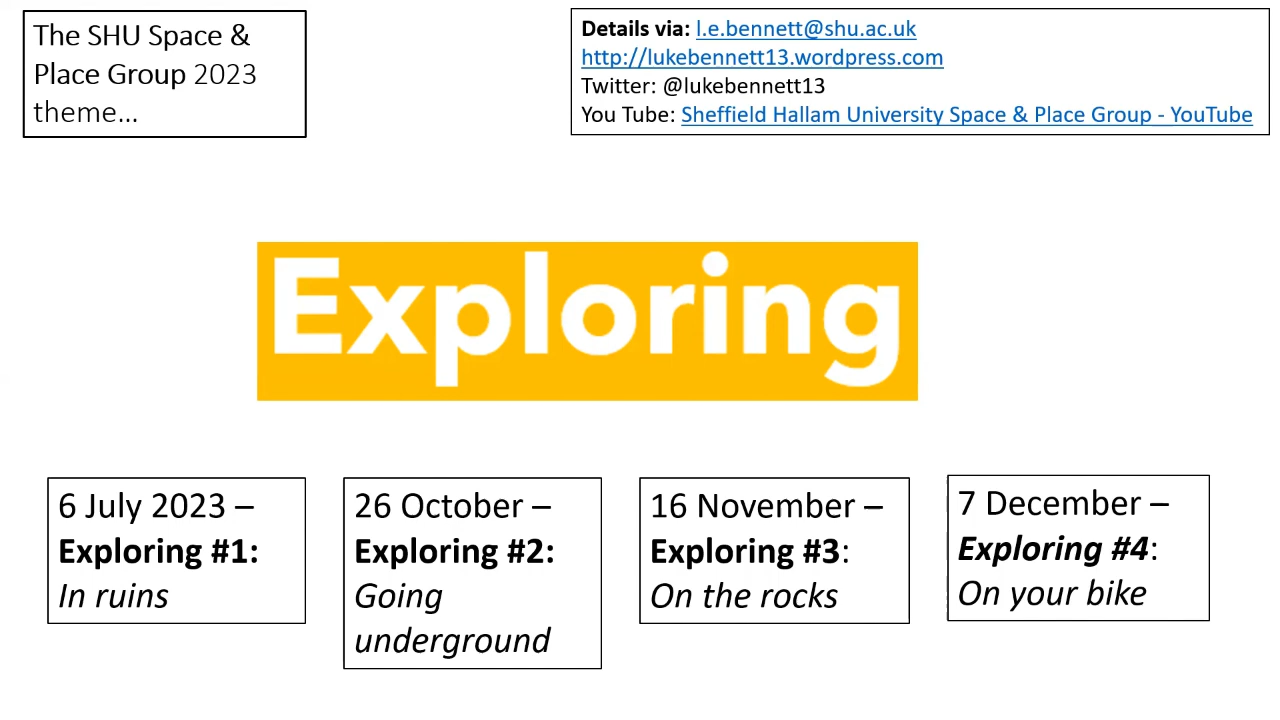 The SHU Space &
Place Group 2023
theme…
Details via: l.e.bennett@shu.ac.uk
http://lukebennett13.wordpress.com
Twitter: @lukebennett13
You Tube: Sheffield Hallam University Space & Place Group - YouTube
Exploring
6 July 2023 –
Exploring #1:
In ruins
26 October –
Exploring #2:
Going
underground
16 November –
Exploring #3:
On the rocks
7 December –
Exploring #4:
On your bike